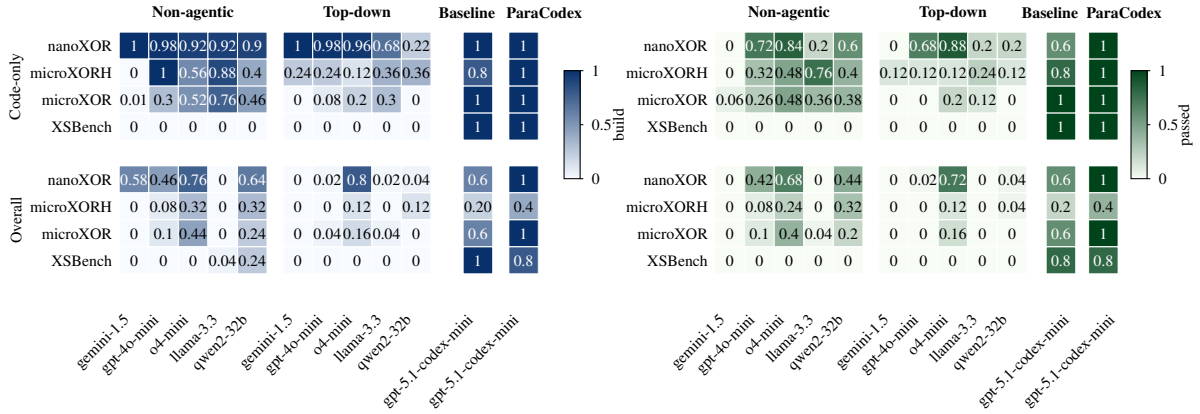 Non-agentic Top-down Baseline ParaCodex
Code-only
nanoXOR 1 0.98 0.92 0.92 0.9 1 0.98 0.96 0.68 0.22 1 1
microXORH 0 1 0.56 0.88 0.4 0.24 0.24 0.12 0.36 0.36 0.8 1
microXOR 0.01 0.3 0.52 0.76 0.46 0 0.08 0.2 0.3 0 1 1
XSBench 0 0 0 0 0 0 0 0 0 0 1 1
Overall
nanoXOR 0.58 0.46 0.76 0 0.64 0 0.02 0.8 0.02 0.04 0.6 1
microXORH 0 0.08 0.32 0 0.32 0 0 0.12 0 0.12 0.20 0.4
microXOR 0 0.1 0.44 0 0.24 0 0.04 0.16 0.04 0 0.6 1
XSBench 0 0 0 0.04 0.24 0 0 0 0 0 1 0.8
gemini-1.5
gpt-4o-mini
o4-mini
llama-3.3
qwen2-32b
gemini-1.5
gpt-4o-mini
o4-mini
llama-3.3
qwen2-32b
gpt-5.1-codex-mini
gpt-5.1-codex-mini
1
0.5
0
build
Non-agentic Top-down Baseline ParaCodex
nanoXOR 0 0.72 0.84 0.2 0.6 0 0.68 0.88 0.2 0.2 0.6 1
microXORH 0 0.32 0.48 0.76 0.4 0.12 0.12 0.12 0.24 0.12 0.8 1
microXOR 0.06 0.26 0.48 0.36 0.38 0 0 0.2 0.12 0 1 1
XSBench 0 0 0 0 0 0 0 0 0 0 1 1
nanoXOR 0 0.42 0.68 0 0.44 0 0.02 0.72 0 0.04 0.6 1
microXORH 0 0.08 0.24 0 0.32 0 0 0.12 0 0.04 0.2 0.4
microXOR 0 0.1 0.4 0.04 0.2 0 0 0.16 0 0 0.6 1
XSBench 0 0 0 0 0 0 0 0 0 0 0.8 0.8
gemini-1.5
gpt-4o-mini
o4-mini
llama-3.3
qwen2-32b
gemini-1.5
gpt-4o-mini
o4-mini
llama-3.3
qwen2-32b
gpt-5.1-codex-mini
gpt-5.1-codex-mini
1
0.5
0
passed